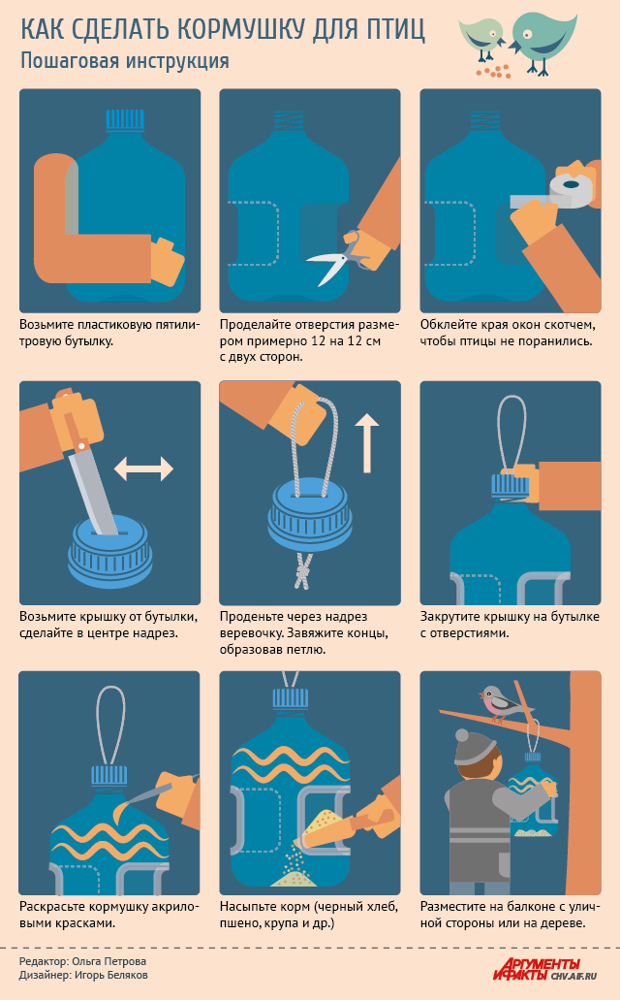 КАК СДЕЛАТЬ КОРМУШКУ ДЛЯ ПТИЦ
Пошаговая инструкция
Возьмите пластиковую пятили-
тровую бутылку.
Проделайте отверстия разме-
ром примерно 12 на 12 см
с двух сторон.
Обклейте края окон скотчем,
чтобы птицы не поранились.
Возьмите крышку от бутылки,
сделайте в центре надрез.
Проденьте через надрез
веревочку. Завяжите концы,
образовав петлю.
Закрутите крышку на бутылке
с отверстиями.
Раскрасьте кормушку акрило-
выми красками.
Насыпьте корм (черный хлеб,
пшено, крупа и др.)
Разместите на балконе с улич-
ной стороны или на дереве.
Редактор: Ольга Петрова
Дизайнер: Игорь Беляков
АРГУМЕНТЫ
И ФАКТЫ CHV.AIF.RU